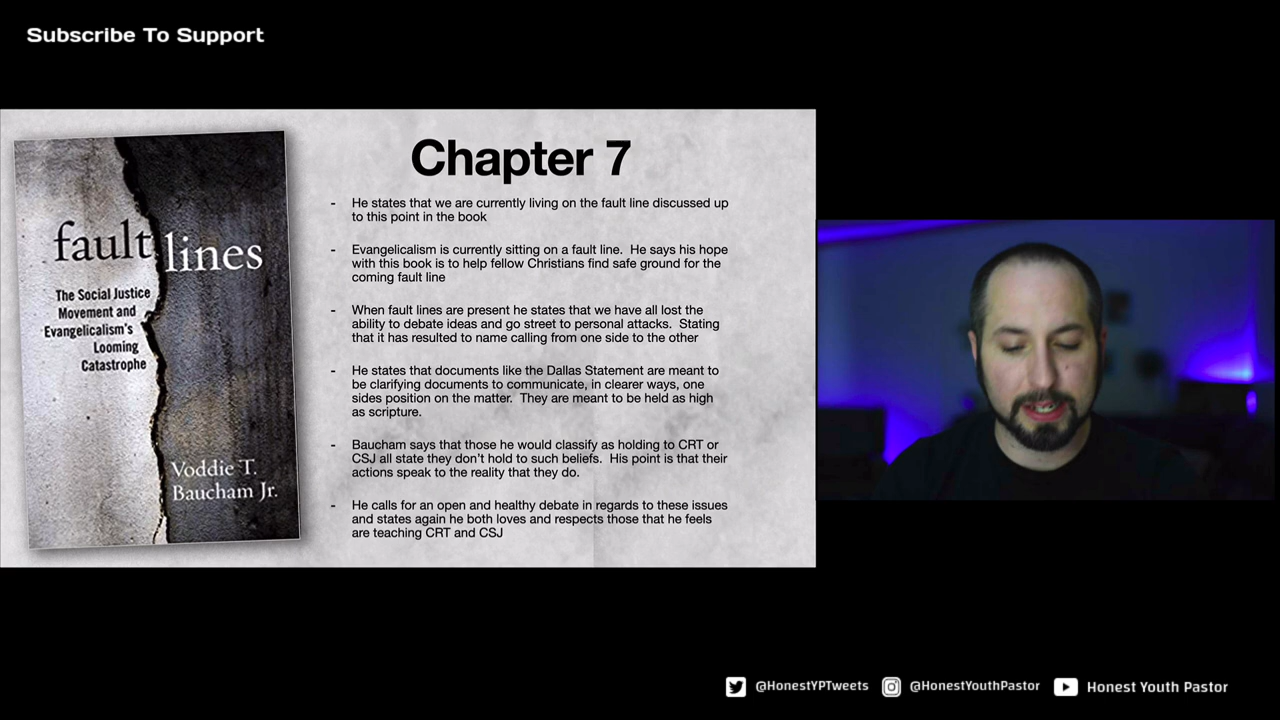 Subscribe To Support
fault lines
The Social Justice
Movement and
Evangelicalism's
Looming
Catastrophe
Voddie T.
Baucham Jr.
Chapter 7
- He states that we are currently living on the fault line discussed up
to this point in the book
- Evangelicalism is currently sitting on a fault line. He says his hope
with this book is to help fellow Christians find safe ground for the
coming fault line
- When fault lines are present he states that we have all lost the
ability to debate ideas and go street to personal attacks. Stating
that it has resulted to name calling from one side to the other
- He states that documents like the Dallas Statement are meant to
be clarifying documents to communicate, in clearer ways, one
sides position on the matter. They are meant to be held as high
as scripture.
- Baucham says that those he would classify as holding to CRT or
CSJ all state they don't hold to such beliefs. His point is that their
actions speak to the reality that they do.
- He calls for an open and healthy debate in regards to these issues
and states again he both loves and respects those that he feels
are teaching CRT and CSJ
@HonestYPTweets @HonestYouthPastor Honest Youth Pastor